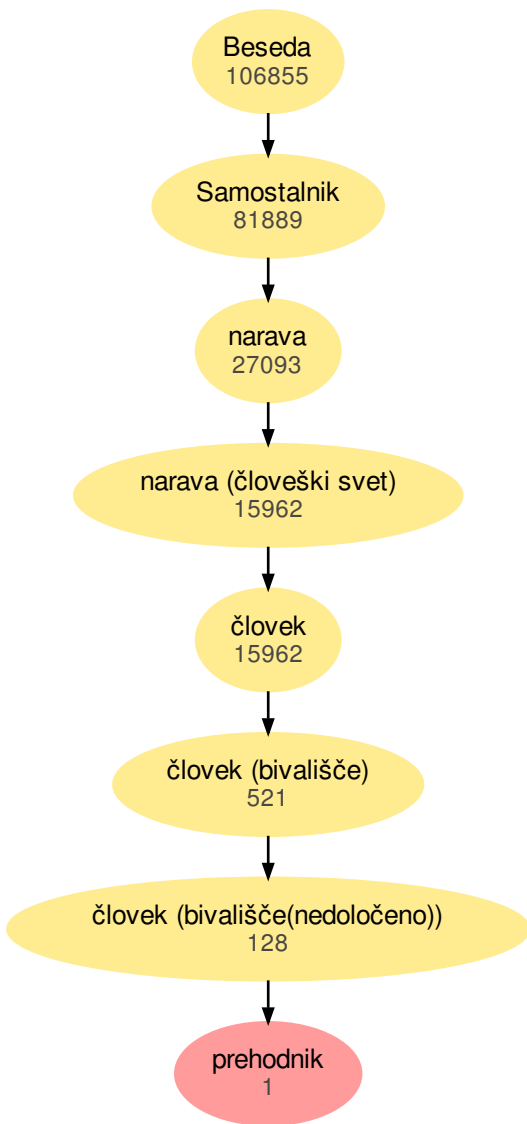 Beseda
106855
Samostalnik
81889
narava
27093
narava (človeški svet)
15962
človek
15962
človek (bivališče)
521
človek (bivališče(nedoločeno))
128
prehodnik
1